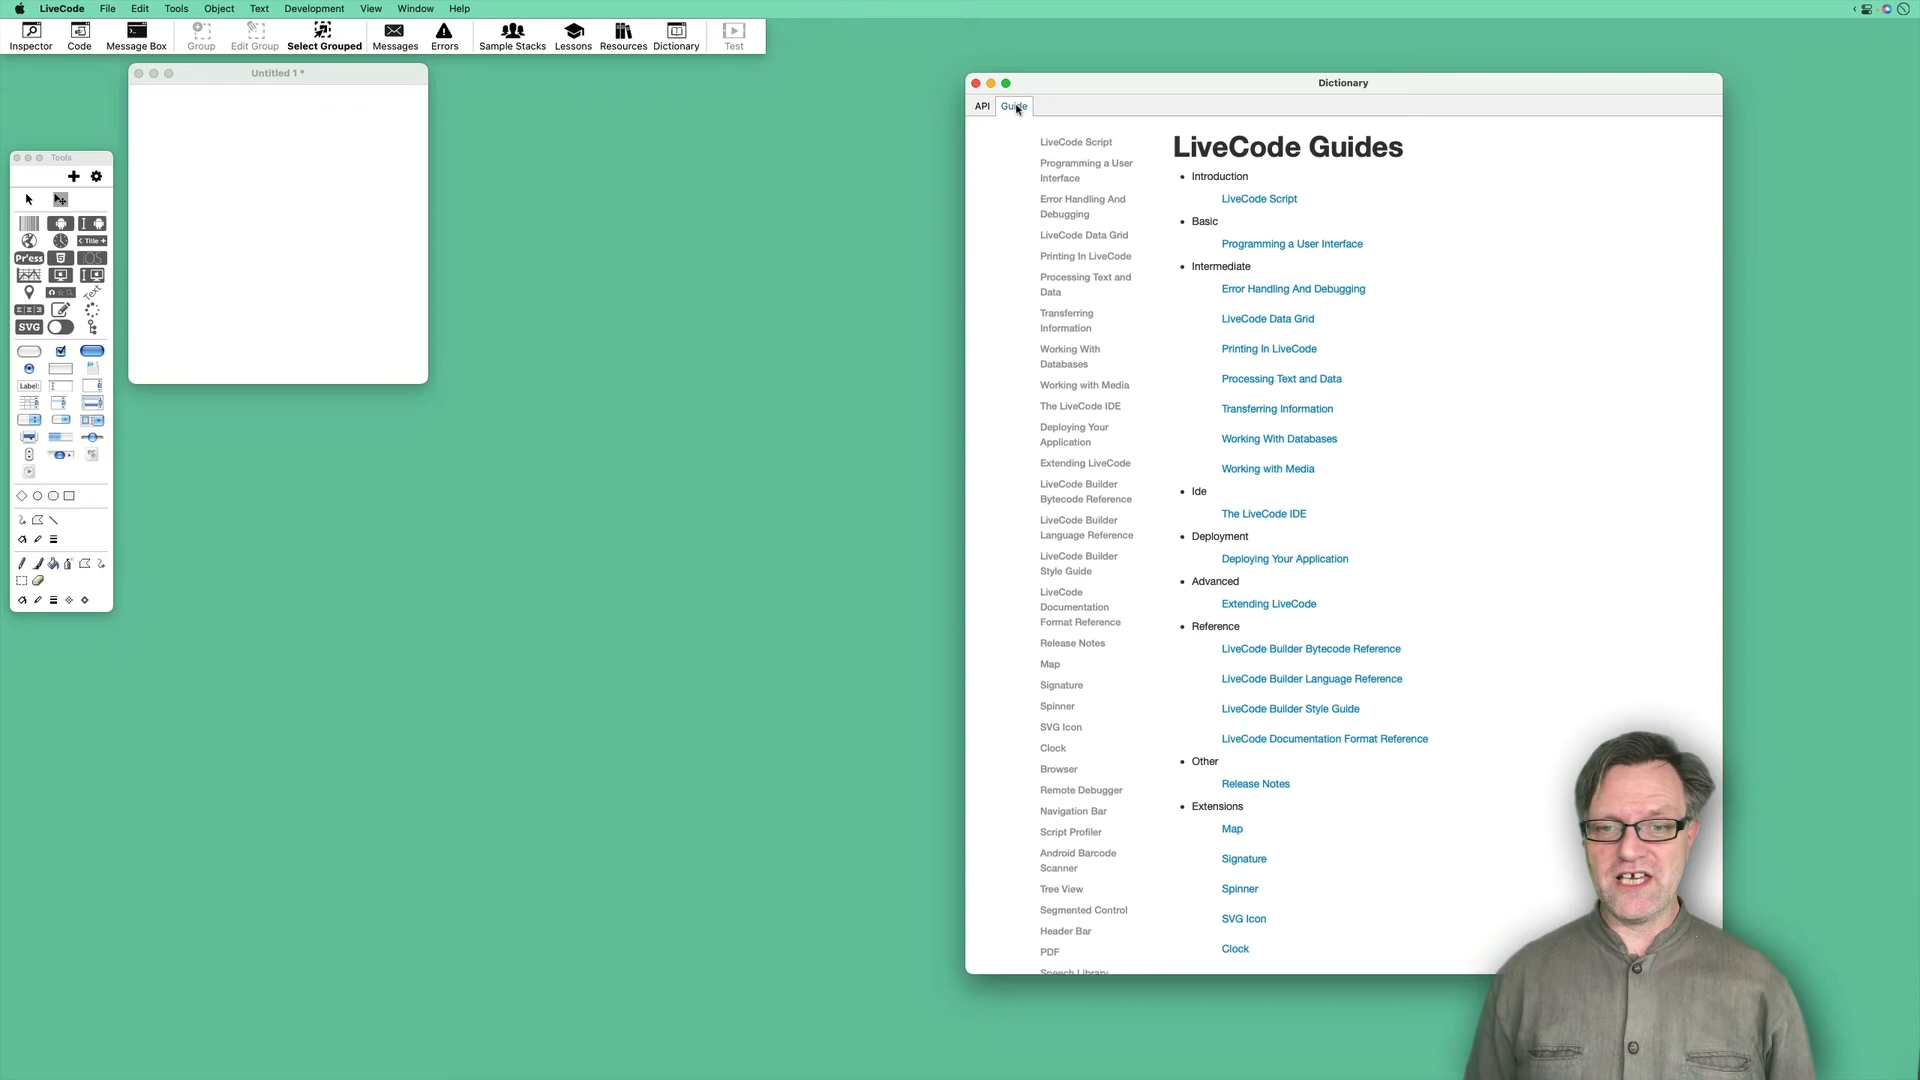 LiveCode File Edit Tools Object Text Development View Window Help
Inspector Code Message Box Group Edit Group Select Grouped Messages Errors Sample Stacks Lessons Resources Dictionary Test
Untitled 1 *
Tools
< Title +
Pr'ess
iOS
Text
SVG
Label:
Dictionary
API Guide
LiveCode Script
Programming a User
Interface
Error Handling And
Debugging
LiveCode Data Grid
Printing In LiveCode
Processing Text and
Data
Transferring
Information
Working With
Databases
Working with Media
The LiveCode IDE
Deploying Your
Application
Extending LiveCode
LiveCode Builder
Bytecode Reference
LiveCode Builder
Language Reference
LiveCode Builder
Style Guide
LiveCode
Documentation
Format Reference
Release Notes
Map
Signature
Spinner
SVG Icon
Clock
Browser
Remote Debugger
Navigation Bar
Script Profiler
Android Barcode
Scanner
Tree View
Segmented Control
Header Bar
PDF
Speech Library
LiveCode Guides
• Introduction
LiveCode Script
• Basic
Programming a User Interface
• Intermediate
Error Handling And Debugging
LiveCode Data Grid
Printing In LiveCode
Processing Text and Data
Transferring Information
Working With Databases
Working with Media
• Ide
The LiveCode IDE
• Deployment
Deploying Your Application
• Advanced
Extending LiveCode
• Reference
LiveCode Builder Bytecode Reference
LiveCode Builder Language Reference
LiveCode Builder Style Guide
LiveCode Documentation Format Reference
• Other
Release Notes
• Extensions
Map
Signature
Spinner
SVG Icon
Clock